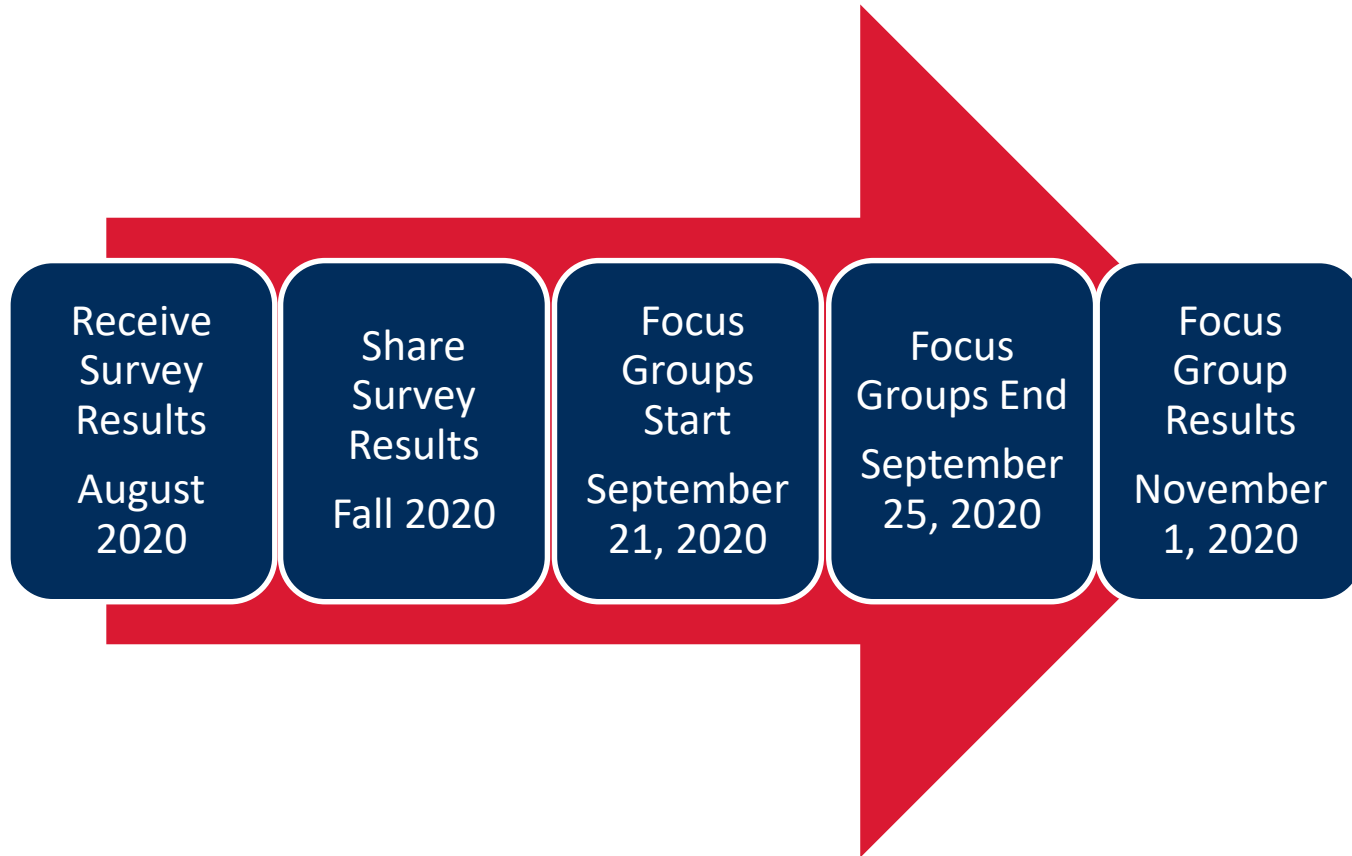 Receive
Survey
Results
August
2020
Share
Survey
Results
Fall 2020
Focus
Groups
Start
September
21, 2020
Focus
Groups End
September
25, 2020
Focus
Group
Results
November
1, 2020